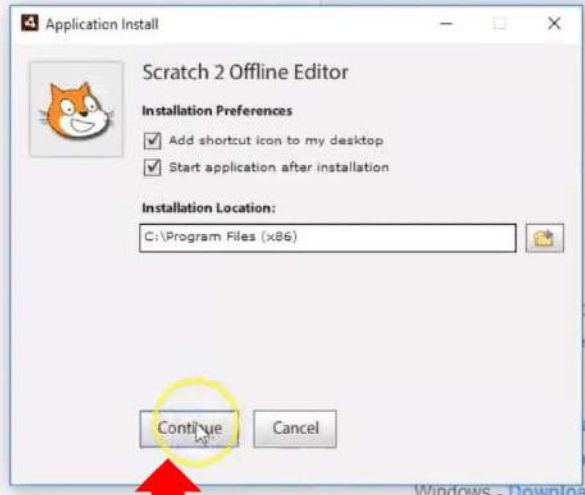 Application Install
Scratch 2 Offline Editor
Installation Preferences
Add shortcut icon to my desktop
Start application after installation
Installation Location:
C:\Program Files (x86)
Continue
Cancel
Windows - Download